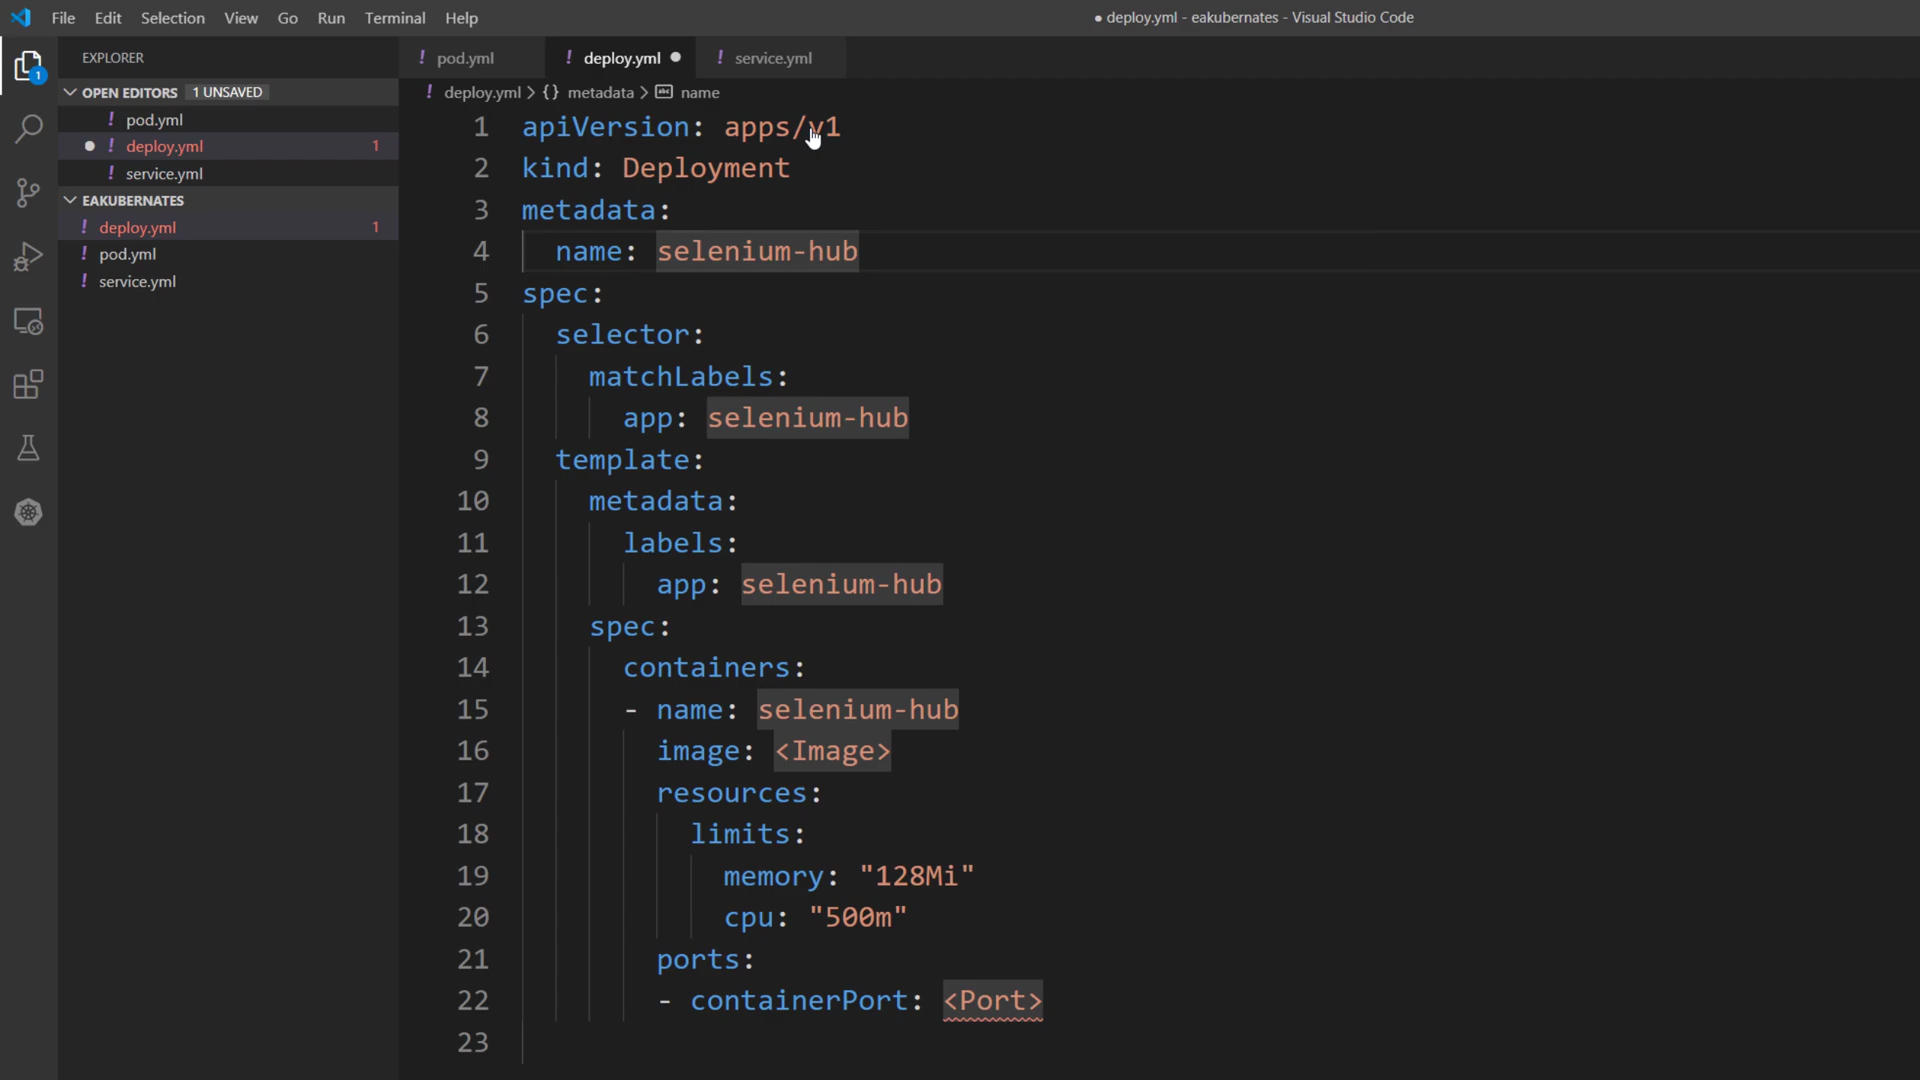 File Edit Selection View Go Run Terminal Help
● deploy.yml - eakubernates - Visual Studio Code
EXPLORER
1
OPEN EDITORS 1 UNSAVED
! pod.yml
● ! deploy.yml 1
! service.yml
EAKUBERNATES
! deploy.yml 1
! pod.yml
! service.yml
! pod.yml ! deploy.yml ● ! service.yml
! deploy.yml > {} metadata > abc name
1 apiVersion: apps/v1
2 kind: Deployment
3 metadata:
4 name: selenium-hub
5 spec:
6 selector:
7 matchLabels:
8 app: selenium-hub
9 template:
10 metadata:
11 labels:
12 app: selenium-hub
13 spec:
14 containers:
15 - name: selenium-hub
16 image: <Image>
17 resources:
18 limits:
19 memory: "128Mi"
20 cpu: "500m"
21 ports:
22 - containerPort: <Port>
23